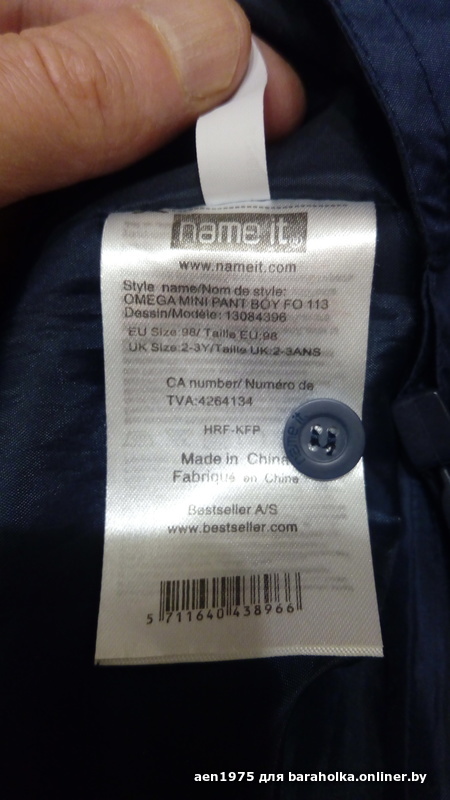 name it®
www.nameit.com
Style name/Nom de style:
OMEGA MINI PANT BOY FO 113
Dessin/Modèle: 13084396
EU Size:98/ Taille EU:98
UK Size:2-3Y/Taille UK:2-3ANS
CA number/ Numéro de
TVA:4264134
HRF-KFP
Made in China
Fabriqué en Chine
Bestseller A/S
www.bestseller.com
5 711640 438966
aen1975 для baraholka.onliner.by